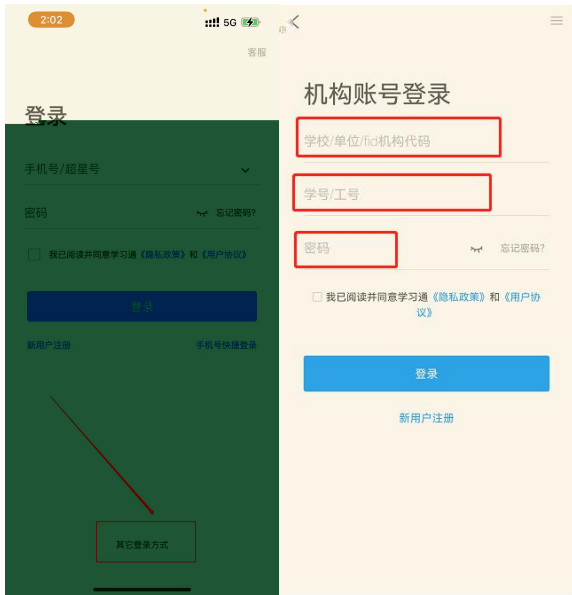 2:02
5G
客服
登录
手机号/超星号
密码
忘记密码?
我已阅读并同意学习通《隐私政策》和《用户协议》
登录
新用户注册
手机号快捷登录
其它登录方式
机构账号登录
学校/单位/fid机构代码
学号/工号
密码
忘记密码?
我已阅读并同意学习通《隐私政策》和《用户协
议》
登录
新用户注册